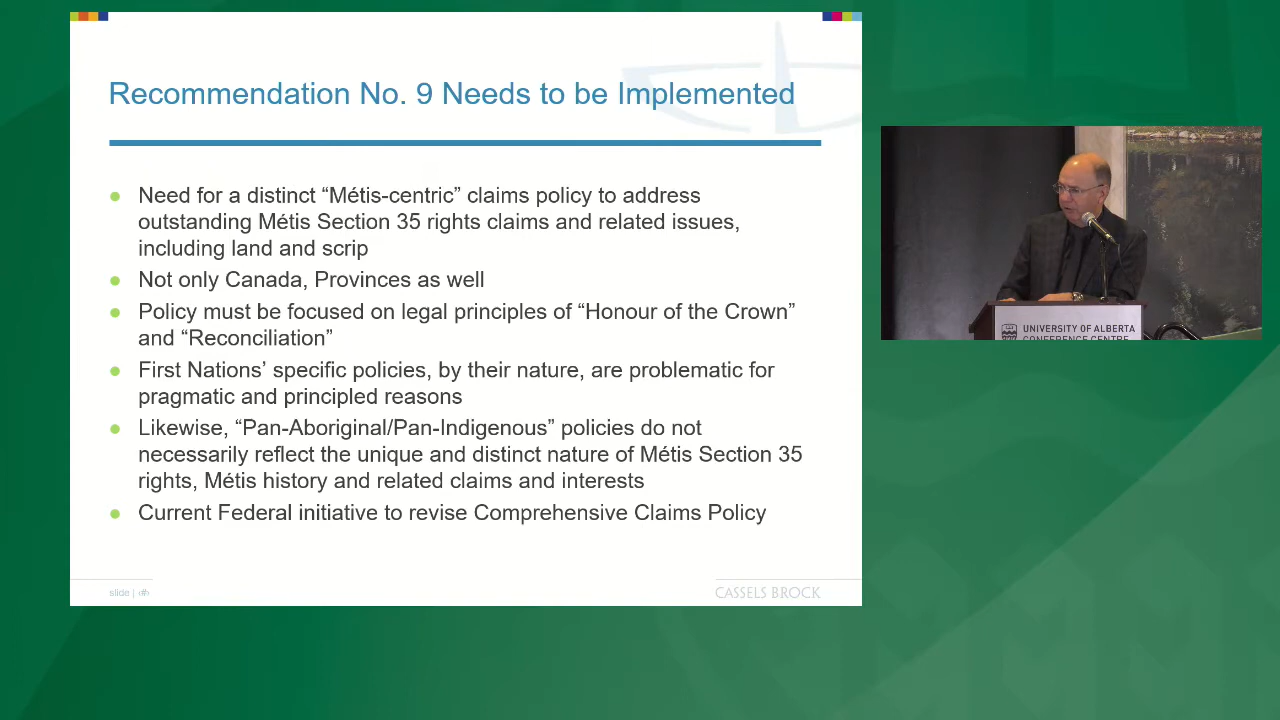 Recommendation No. 9 Needs to be Implemented
Need for a distinct “Métis-centric” claims policy to address
outstanding Métis Section 35 rights claims and related issues,
including land and scrip
Not only Canada, Provinces as well
Policy must be focused on legal principles of “Honour of the Crown”
and “Reconciliation”
First Nations’ specific policies, by their nature, are problematic for
pragmatic and principled reasons
Likewise, “Pan-Aboriginal/Pan-Indigenous” policies do not
necessarily reflect the unique and distinct nature of Métis Section 35
rights, Métis history and related claims and interests
Current Federal initiative to revise Comprehensive Claims Policy
slide | ‹#›
CASSELS BROCK
UNIVERSITY OF ALBERTA
CONFERENCE CENTRE